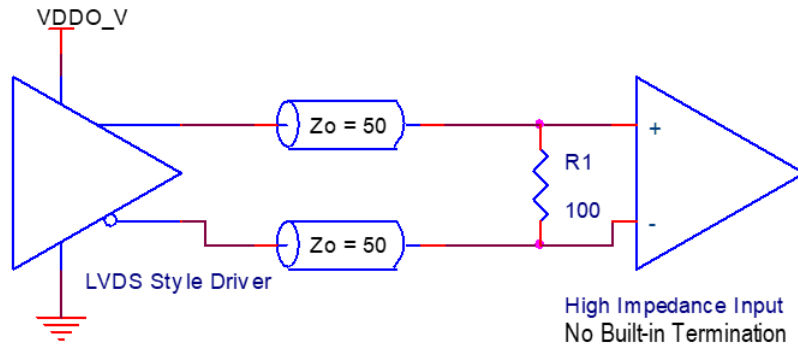 VDDO_V
Zo = 50
+
R1
100
Zo = 50
-
LVDS Style Driver
High Impedance Input
No Built-in Termination